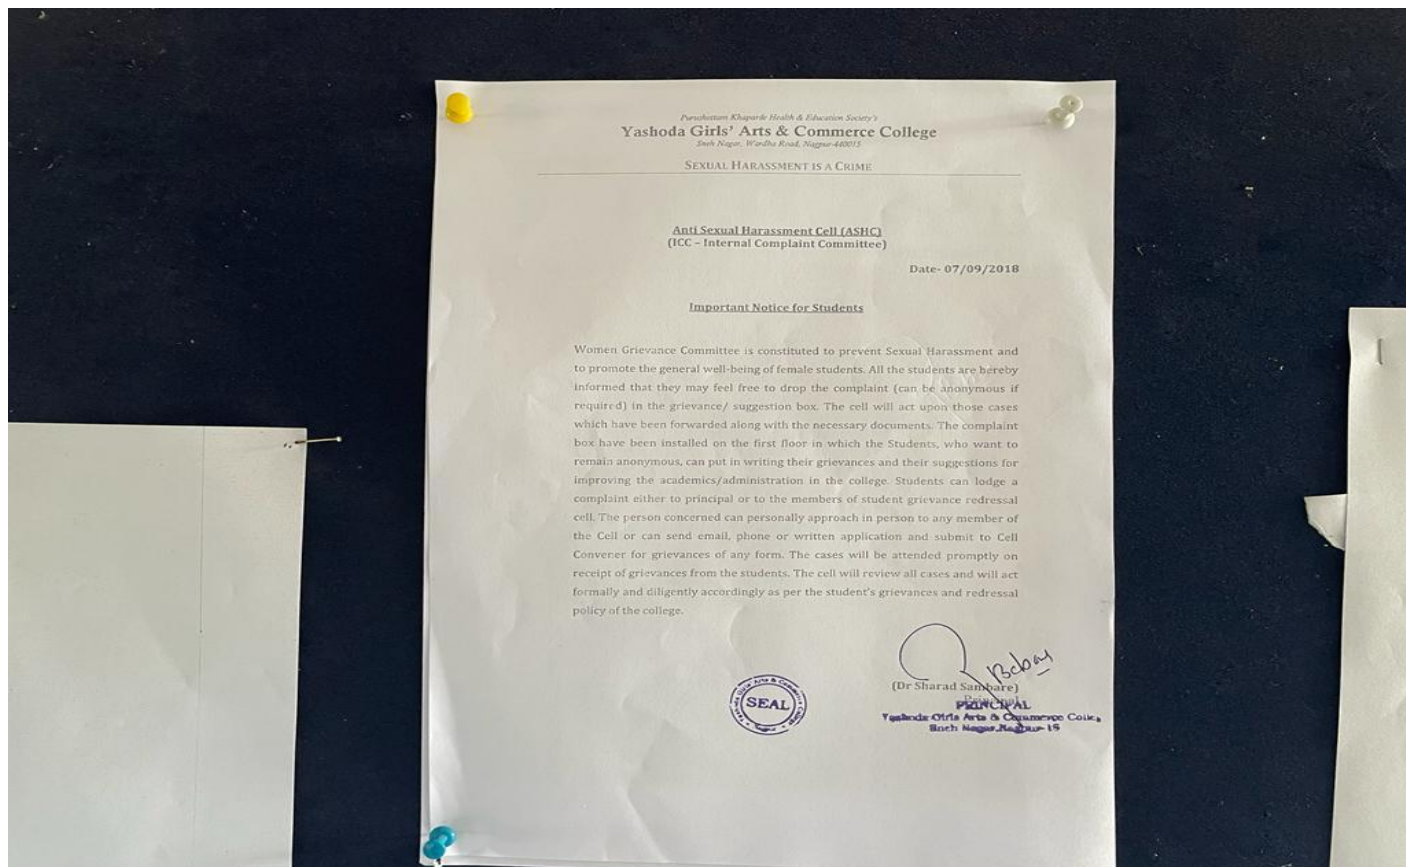 Purushottam Khaparde Health & Education Society's
Yashoda Girls' Arts & Commerce College
Sneh Nagar, Wardha Road, Nagpur-440015
SEXUAL HARASSMENT IS A CRIME
Anti Sexual Harassment Cell (ASHC)
(ICC – Internal Complaint Committee)
Date- 07/09/2018
Important Notice for Students
Women Grievance Committee is constituted to prevent Sexual Harassment and
to promote the general well-being of female students. All the students are hereby
informed that they may feel free to drop the complaint (can be anonymous if
required) in the grievance/ suggestion box. The cell will act upon those cases
which have been forwarded along with the necessary documents. The complaint
box have been installed on the first floor in which the Students, who want to
remain anonymous, can put in writing their grievances and their suggestions for
improving the academics/administration in the college. Students can lodge a
complaint either to principal or to the members of student grievance redressal
cell. The person concerned can personally approach in person to any member of
the Cell or can send email, phone or written application and submit to Cell
Convener for grievances of any form. The cases will be attended promptly on
receipt of grievances from the students. The cell will review all cases and will act
formally and diligently accordingly as per the student's grievances and redressal
policy of the college.
(Dr Sharad Sambare)
Principal
PRINCIPAL
Yashoda Girls Arts & Commerce Colle,
Sneh Nagar, Nagpur-15
Yashoda Girls' Arts & Commerce College
SEAL
Nagpur